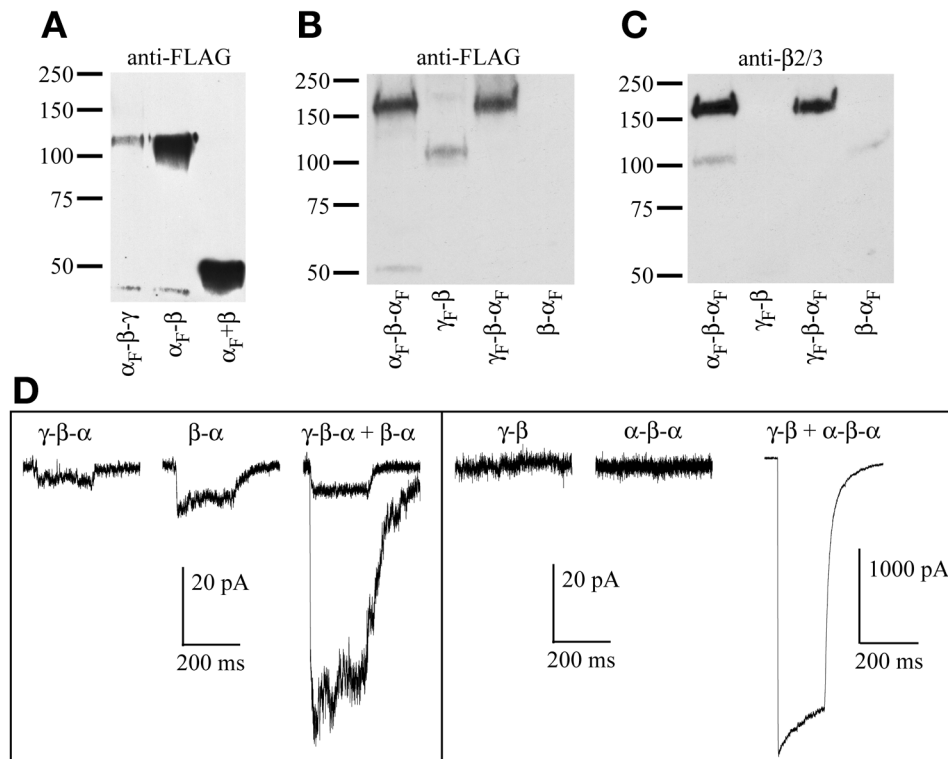 A
B
C
anti-FLAG
anti-FLAG
anti-β2/3
250
150
100
75
50
250
150
100
75
50
250
150
100
75
50
αF-β-γ
αF-β
αF+β
αF-β-αF
γF-β
γF-β-αF
β-αF
αF-β-αF
γF-β
γF-β-αF
β-αF
D
γ-β-α
β-α
γ-β-α + β-α
γ-β
α-β-α
γ-β + α-β-α
20 pA
200 ms
20 pA
200 ms
1000 pA
200 ms